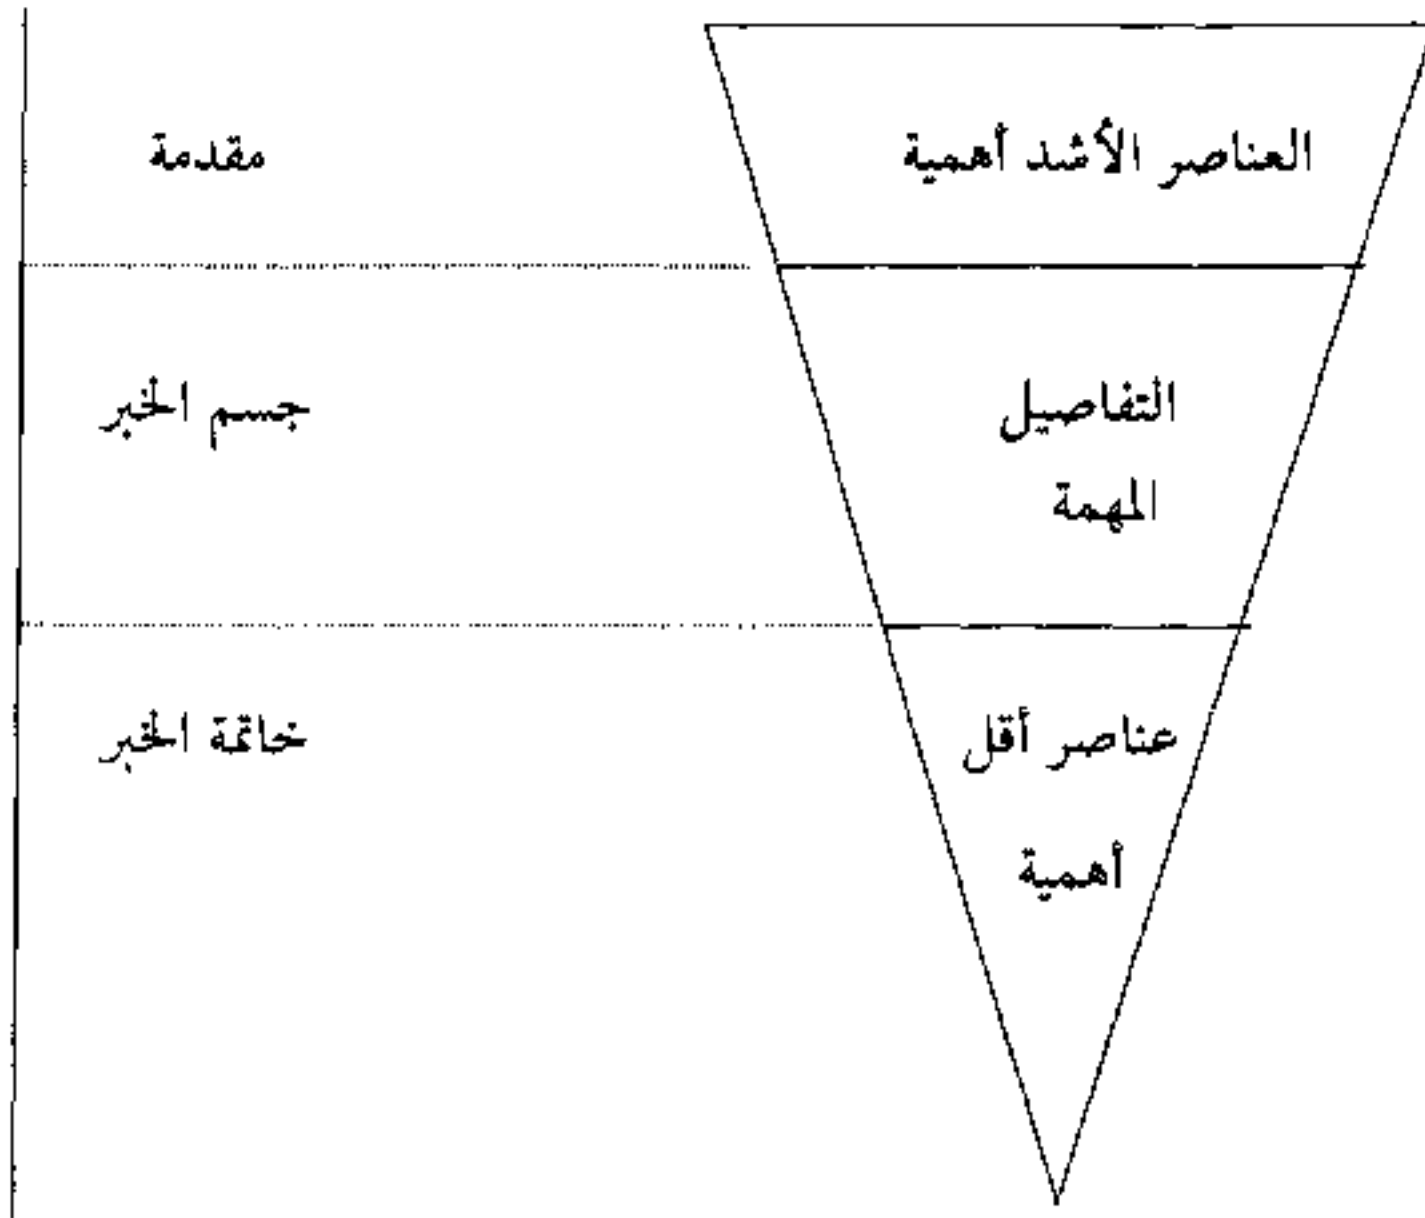 العناصر الأشد أهمية
مقدمة
التفاصيل
المهمة
جسم الخبر
عناصر أقل
أهمية
خاتمة الخبر